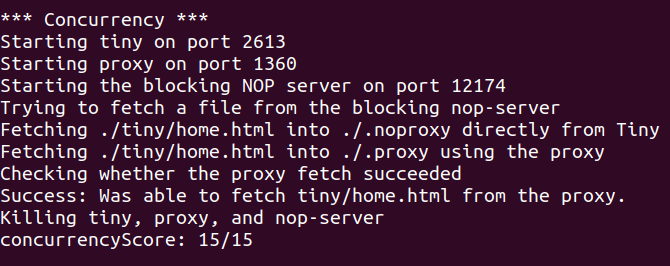 *** Concurrency ***
Starting tiny on port 2613
Starting proxy on port 1360
Starting the blocking NOP server on port 12174
Trying to fetch a file from the blocking nop-server
Fetching ./tiny/home.html into ./.noproxy directly from Tiny
Fetching ./tiny/home.html into ./.proxy using the proxy
Checking whether the proxy fetch succeeded
Success: Was able to fetch tiny/home.html from the proxy.
Killing tiny, proxy, and nop-server
concurrencyScore: 15/15